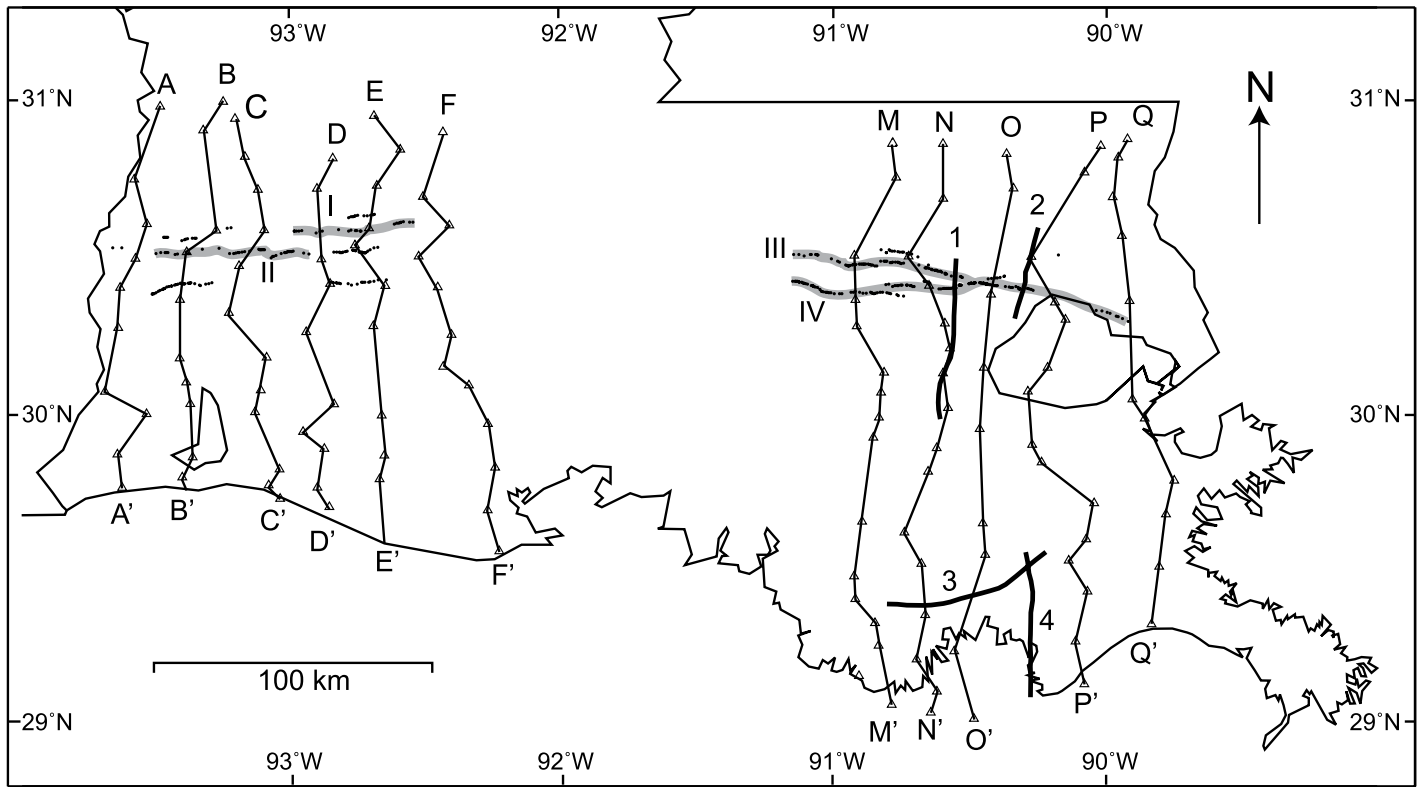 93˚W 92˚W 91˚W 90˚W
31˚N 31˚N
N
A B C D E F
M N O P Q
I
II
III
IV
1
2
30˚N 30˚N
A’ B’ C’ D’ E’ F’
3
4
100 km
M’ N’ O’ P’ Q’
29˚N 29˚N
93˚W 92˚W 91˚W 90˚W